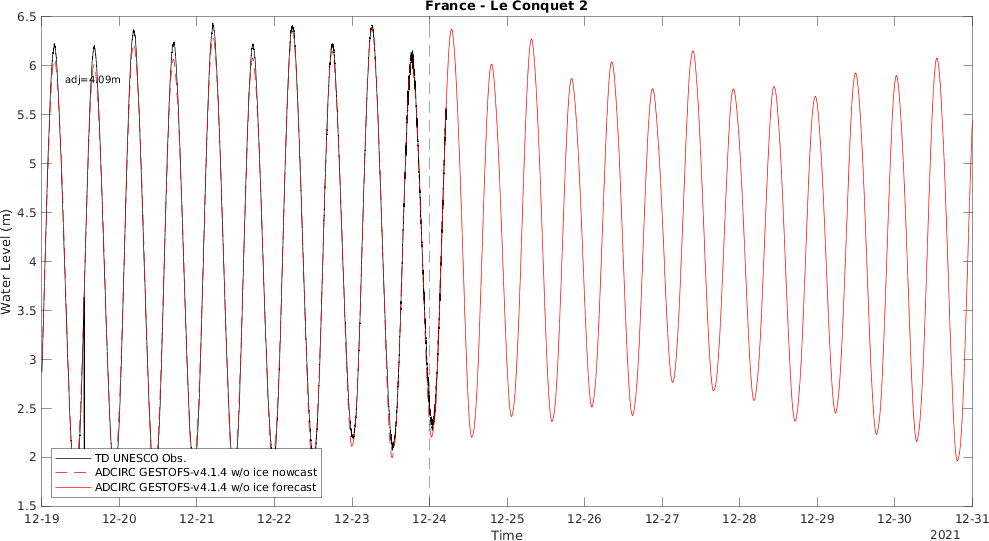 France - Le Conquet 2
6.5
6
5.5
5
4.5
4
3.5
3
2.5
2
1.5
Water Level (m)
adj=4.09m
TD UNESCO Obs.
ADCIRC GESTOFS-v4.1.4 w/o ice nowcast
ADCIRC GESTOFS-v4.1.4 w/o ice forecast
12-19 12-20 12-21 12-22 12-23 12-24 12-25 12-26 12-27 12-28 12-29 12-30 12-31
Time
2021